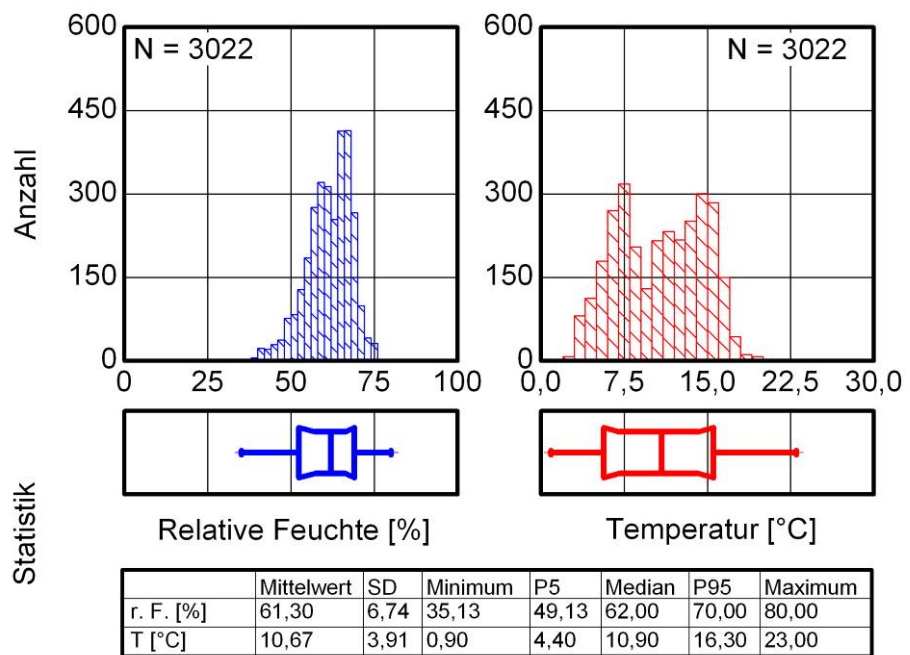 600
450
300
150
0
Anzahl
N = 3022
0 25 50 75 100
600
450
300
150
0
N = 3022
0,0 7,5 15,0 22,5 30,0
Statistik
Relative Feuchte [%]
Temperatur [°C]
Mittelwert SD Minimum P5 Median P95 Maximum
r. F. [%] 61,30 6,74 35,13 49,13 62,00 70,00 80,00
T [°C] 10,67 3,91 0,90 4,40 10,90 16,30 23,00